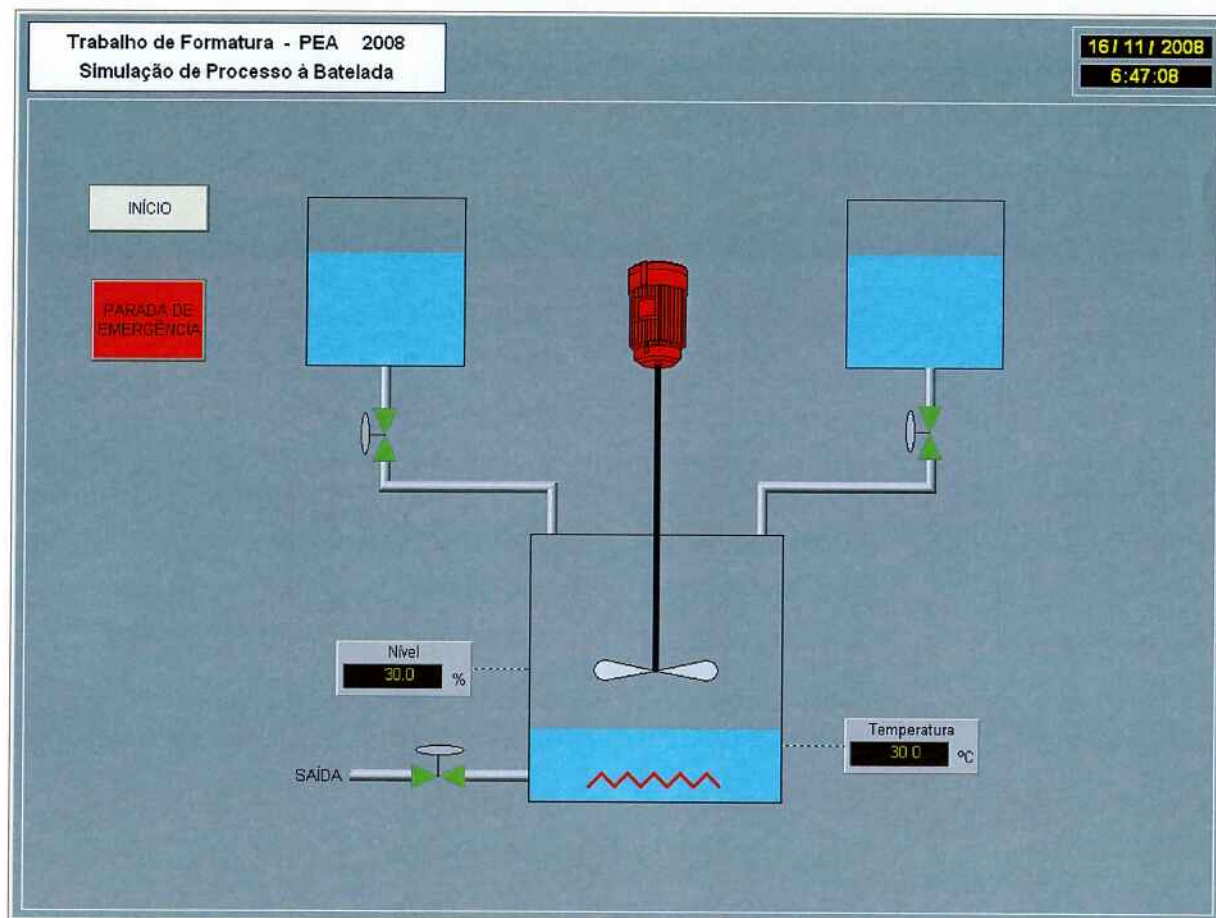 Trabalho de Formatura - PEA 2008
Simulação de Processo à Batelada
16/ 11/ 2008
6:47:08
INÍCIO
PARADA DE
EMERGÊNCIA
Nível
30.0 %
Temperatura
30 0 ºC
SAÍDA